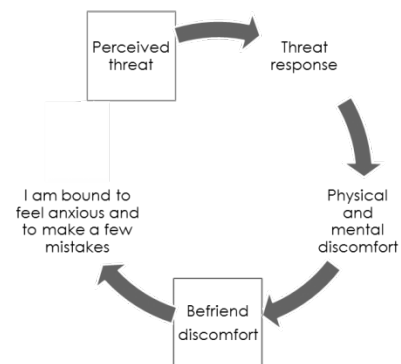 Perceived
threat
Threat
response
Physical
and
mental
discomfort
Befriend
discomfort
I am bound to
feel anxious and
to make a few
mistakes